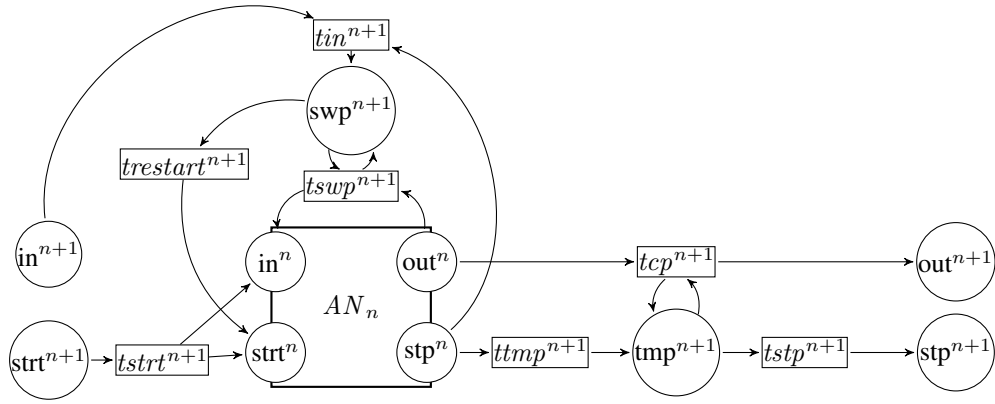 tin^{n+1}
swp^{n+1}
trestart^{n+1}
tswp^{n+1}
in^{n+1}
in^n
out^n
tcp^{n+1}
out^{n+1}
AN_n
strt^{n+1}
tstrt^{n+1}
strt^n
stp^n
ttmp^{n+1}
tmp^{n+1}
tstp^{n+1}
stp^{n+1}